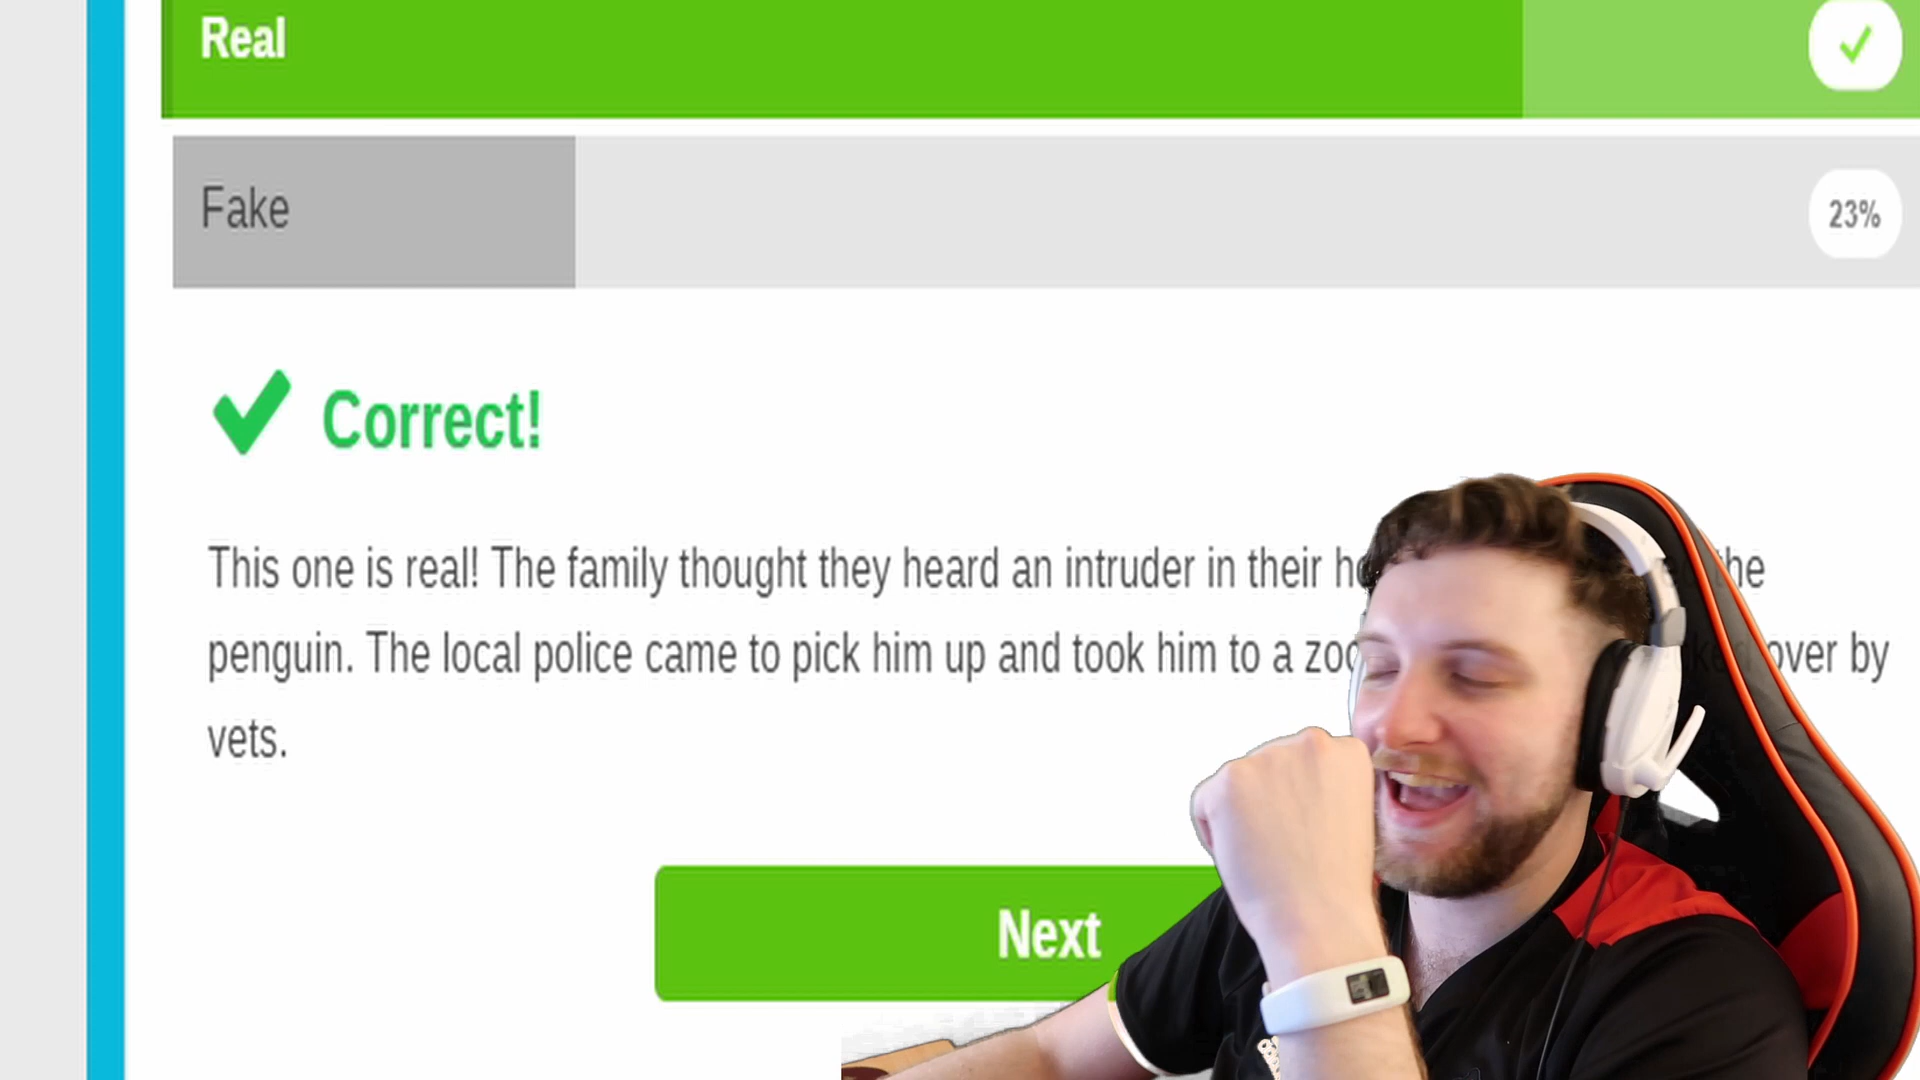 Real
Fake
23%
Correct!
This one is real! The family thought they heard an intruder in their the
penguin. The local police came to pick him up and took him to a over by
vets.
Next